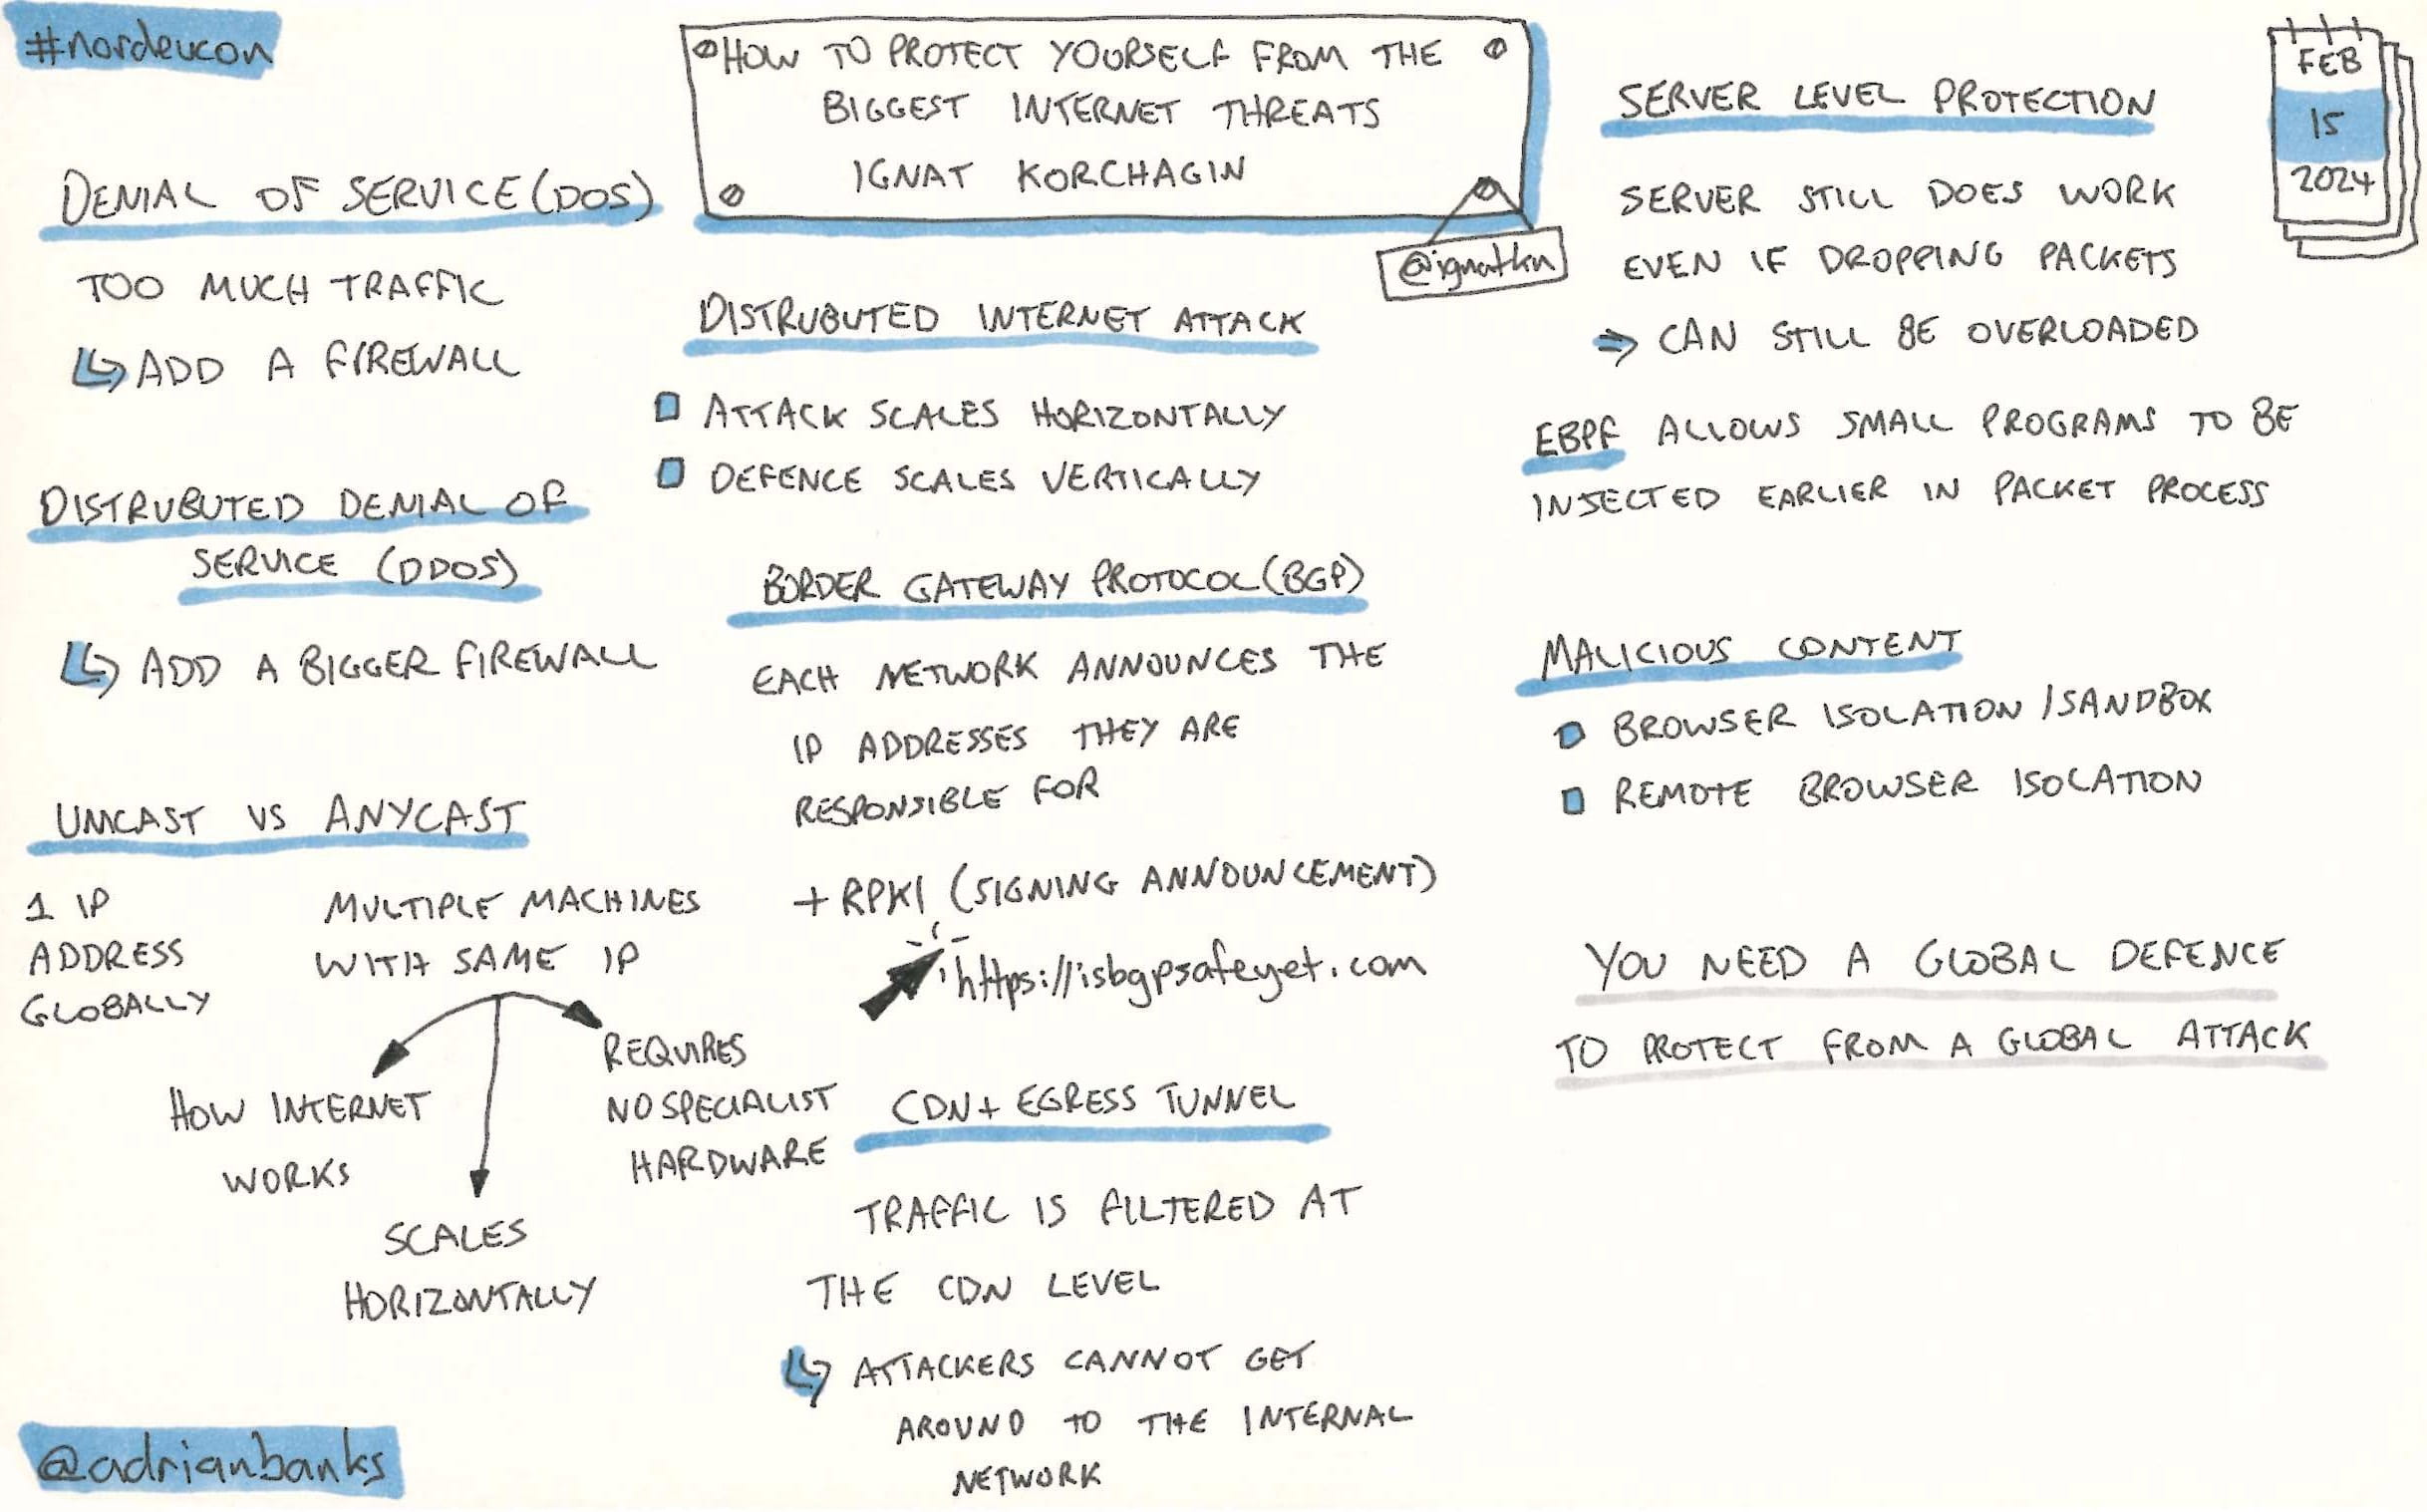 #nordevcon
HOW TO PROTECT YOURSELF FROM THE
BIGGEST INTERNET THREATS
IGNAT KORCHAGIN
@ignatkn
FEB
15
2024
DENIAL OF SERVICE (DOS)
TOO MUCH TRAFFIC
ADD A FIREWALL
DISTRUBUTED DENIAL OF
SERVICE (DDOS)
ADD A BIGGER FIREWALL
UNICAST VS ANYCAST
1 IP
ADDRESS
GLOBALLY
MULTIPLE MACHINES
WITH SAME IP
HOW INTERNET
WORKS
SCALES
HORIZONTALLY
REQUIRES
NO SPECIALIST
HARDWARE
DISTRUBUTED INTERNET ATTACK
ATTACK SCALES HORIZONTALLY
DEFENCE SCALES VERTICALLY
BORDER GATEWAY PROTOCOL (BGP)
EACH NETWORK ANNOUNCES THE
IP ADDRESSES THEY ARE
RESPONSIBLE FOR
+ RPKI (SIGNING ANNOUNCEMENT)
https://isbgpsafeyet.com
CDN + EGRESS TUNNEL
TRAFFIC IS FILTERED AT
THE CDN LEVEL
ATTACKERS CANNOT GET
AROUND TO THE INTERNAL
NETWORK
SERVER LEVEL PROTECTION
SERVER STILL DOES WORK
EVEN IF DROPPING PACKETS
⇒ CAN STILL BE OVERLOADED
EBPF ALLOWS SMALL PROGRAMS TO BE
INJECTED EARLIER IN PACKET PROCESS
MALICIOUS CONTENT
BROWSER ISOLATION / SANDBOX
REMOTE BROWSER ISOLATION
YOU NEED A GLOBAL DEFENCE
TO PROTECT FROM A GLOBAL ATTACK
@adrianbanks